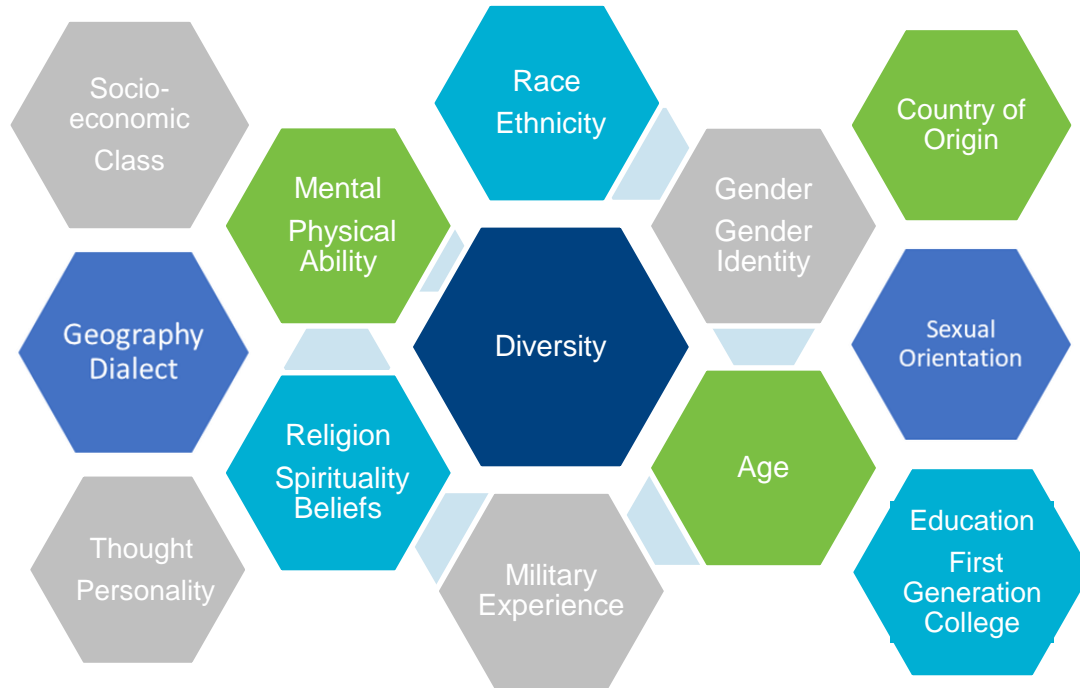 Socio-
economic
Class
Race
Ethnicity
Country of
Origin
Mental
Physical
Ability
Gender
Gender
Identity
Geography
Dialect
Diversity
Sexual
Orientation
Religion
Spirituality
Beliefs
Age
Thought
Personality
Military
Experience
Education
First
Generation
College